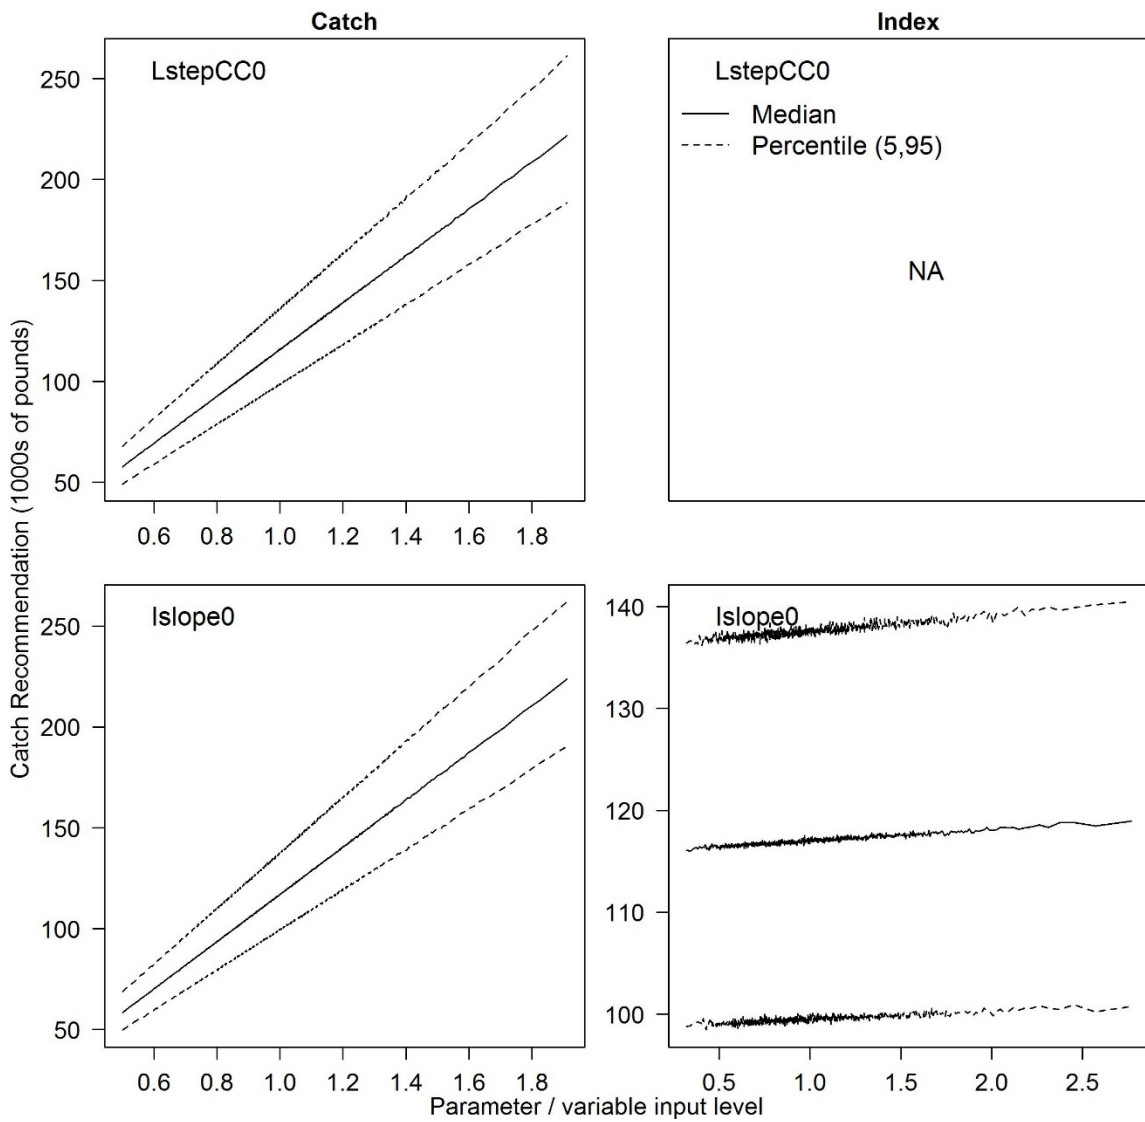 Catch
Index
LstepCC0
LstepCC0
Median
Percentile (5,95)
NA
250
200
150
100
50
0.6 0.8 1.0 1.2 1.4 1.6 1.8
Catch Recommendation (1000s of pounds)
Islope0
Islope0
250
200
150
100
50
140
130
120
110
100
0.6 0.8 1.0 1.2 1.4 1.6 1.8
0.5 1.0 1.5 2.0 2.5
Parameter / variable input level